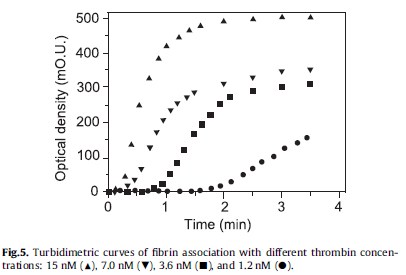 500
400
300
200
100
0
Optical density (mO.U.)
0 1 2 3 4
Time (min)
Fig.5. Turbidimetric curves of fibrin association with different thrombin concen-
trations: 15 nM (▲), 7.0 nM (▼), 3.6 nM (■), and 1.2 nM (●).